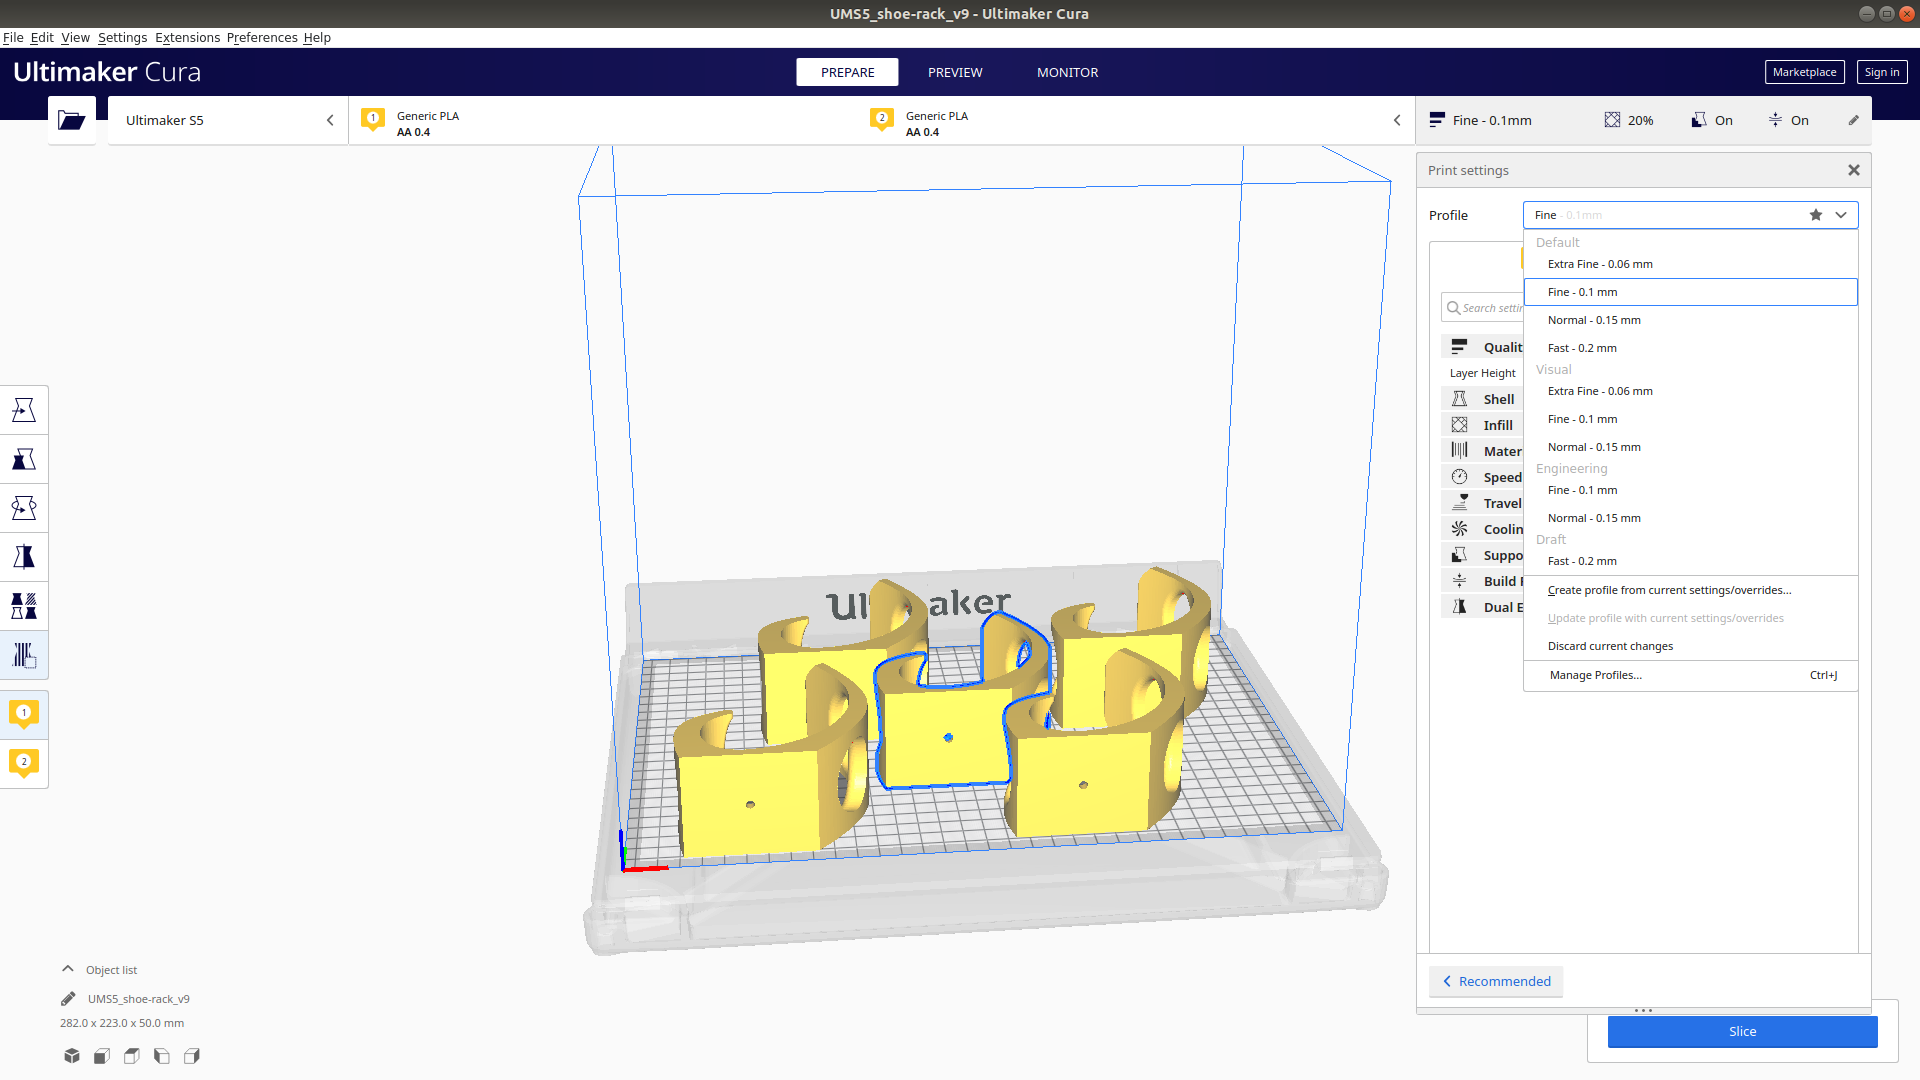 UMS5_shoe-rack_v9 - Ultimaker Cura
File Edit View Settings Extensions Preferences Help
Ultimaker Cura
PREPARE PREVIEW MONITOR
Marketplace Sign in
Ultimaker S5
1 Generic PLA
AA 0.4
2 Generic PLA
AA 0.4
Fine - 0.1mm 20% On On
Print settings
Profile Fine - 0.1mm
Default
Extra Fine - 0.06 mm
Fine - 0.1 mm
Normal - 0.15 mm
Fast - 0.2 mm
Visual
Extra Fine - 0.06 mm
Fine - 0.1 mm
Normal - 0.15 mm
Engineering
Fine - 0.1 mm
Normal - 0.15 mm
Draft
Fast - 0.2 mm
Create profile from current settings/overrides...
Update profile with current settings/overrides
Discard current changes
Manage Profiles... Ctrl+J
Search settin
Qualit
Layer Height
Shell
Infill
Mater
Speed
Travel
Coolin
Suppo
Build
Dual E
Ul aker
1
2
Object list
UMS5_shoe-rack_v9
282.0 x 223.0 x 50.0 mm
Recommended
Slice